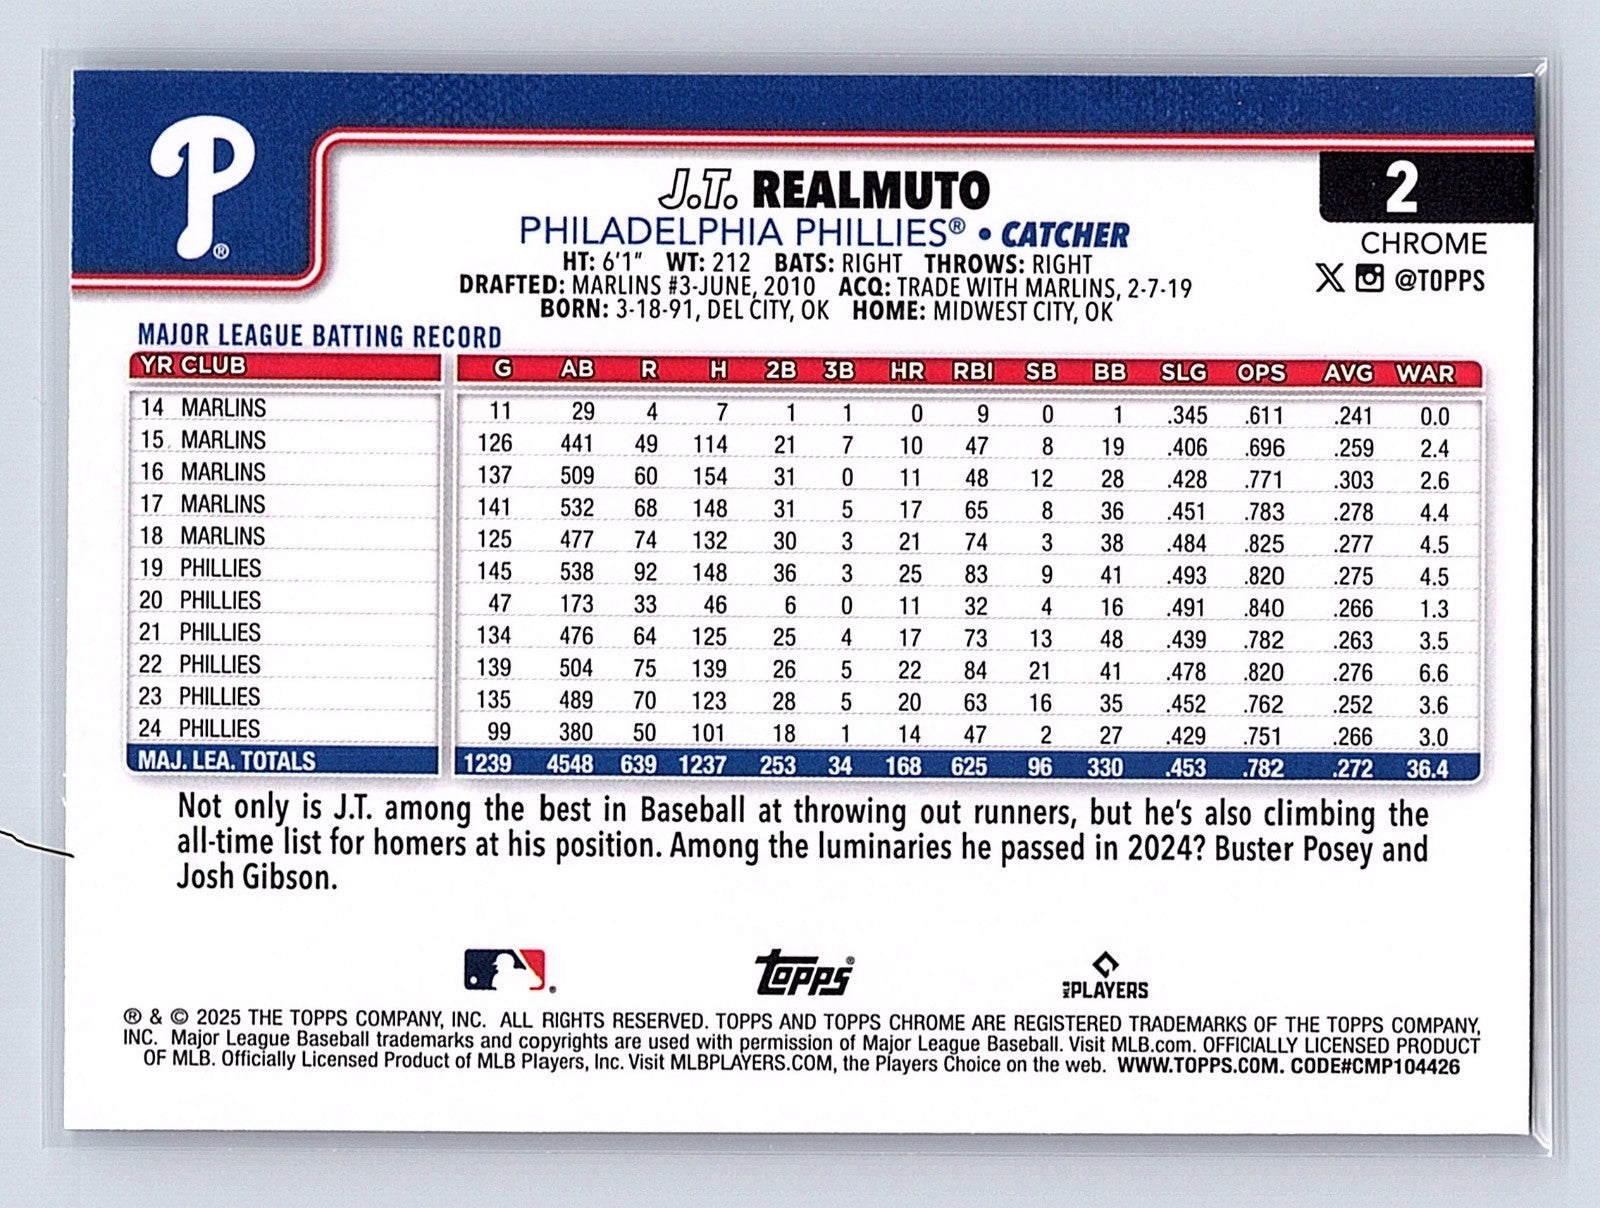 P®
J.T. REALMUTO
2
PHILADELPHIA PHILLIES® • CATCHER
CHROME
HT: 6'1" WT: 212 BATS: RIGHT THROWS: RIGHT
DRAFTED: MARLINS #3-JUNE, 2010 ACQ: TRADE WITH MARLINS, 2-7-19
X @TOPPS
BORN: 3-18-91, DEL CITY, OK HOME: MIDWEST CITY, OK
MAJOR LEAGUE BATTING RECORD
YR CLUB G AB R H 2B 3B HR RBI SB BB SLG OPS AVG WAR
14 MARLINS 11 29 4 7 1 1 0 9 0 1 .345 .611 .241 0.0
15 MARLINS 126 441 49 114 21 7 10 47 8 19 .406 .696 .259 2.4
16 MARLINS 137 509 60 154 31 0 11 48 12 28 .428 .771 .303 2.6
17 MARLINS 141 532 68 148 31 5 17 65 8 36 .451 .783 .278 4.4
18 MARLINS 125 477 74 132 30 3 21 74 3 38 .484 .825 .277 4.5
19 PHILLIES 145 538 92 148 36 3 25 83 9 41 .493 .820 .275 4.5
20 PHILLIES 47 173 33 46 6 0 11 32 4 16 .491 .840 .266 1.3
21 PHILLIES 134 476 64 125 25 4 17 73 13 48 .439 .782 .263 3.5
22 PHILLIES 139 504 75 139 26 5 22 84 21 41 .478 .820 .276 6.6
23 PHILLIES 135 489 70 123 28 5 20 63 16 35 .452 .762 .252 3.6
24 PHILLIES 99 380 50 101 18 1 14 47 2 27 .429 .751 .266 3.0
MAJ. LEA. TOTALS 1239 4548 639 1237 253 34 168 625 96 330 .453 .782 .272 36.4
Not only is J.T. among the best in Baseball at throwing out runners, but he's also climbing the
all-time list for homers at his position. Among the luminaries he passed in 2024? Buster Posey and
Josh Gibson.
Topps®
MLB PLAYERS
® & © 2025 THE TOPPS COMPANY, INC. ALL RIGHTS RESERVED. TOPPS AND TOPPS CHROME ARE REGISTERED TRADEMARKS OF THE TOPPS COMPANY,
INC. Major League Baseball trademarks and copyrights are used with permission of Major League Baseball. Visit MLB.com. OFFICIALLY LICENSED PRODUCT
OF MLB. Officially Licensed Product of MLB Players, Inc. Visit MLBPLAYERS.COM, the Players Choice on the web. WWW.TOPPS.COM. CODE#CMP104426